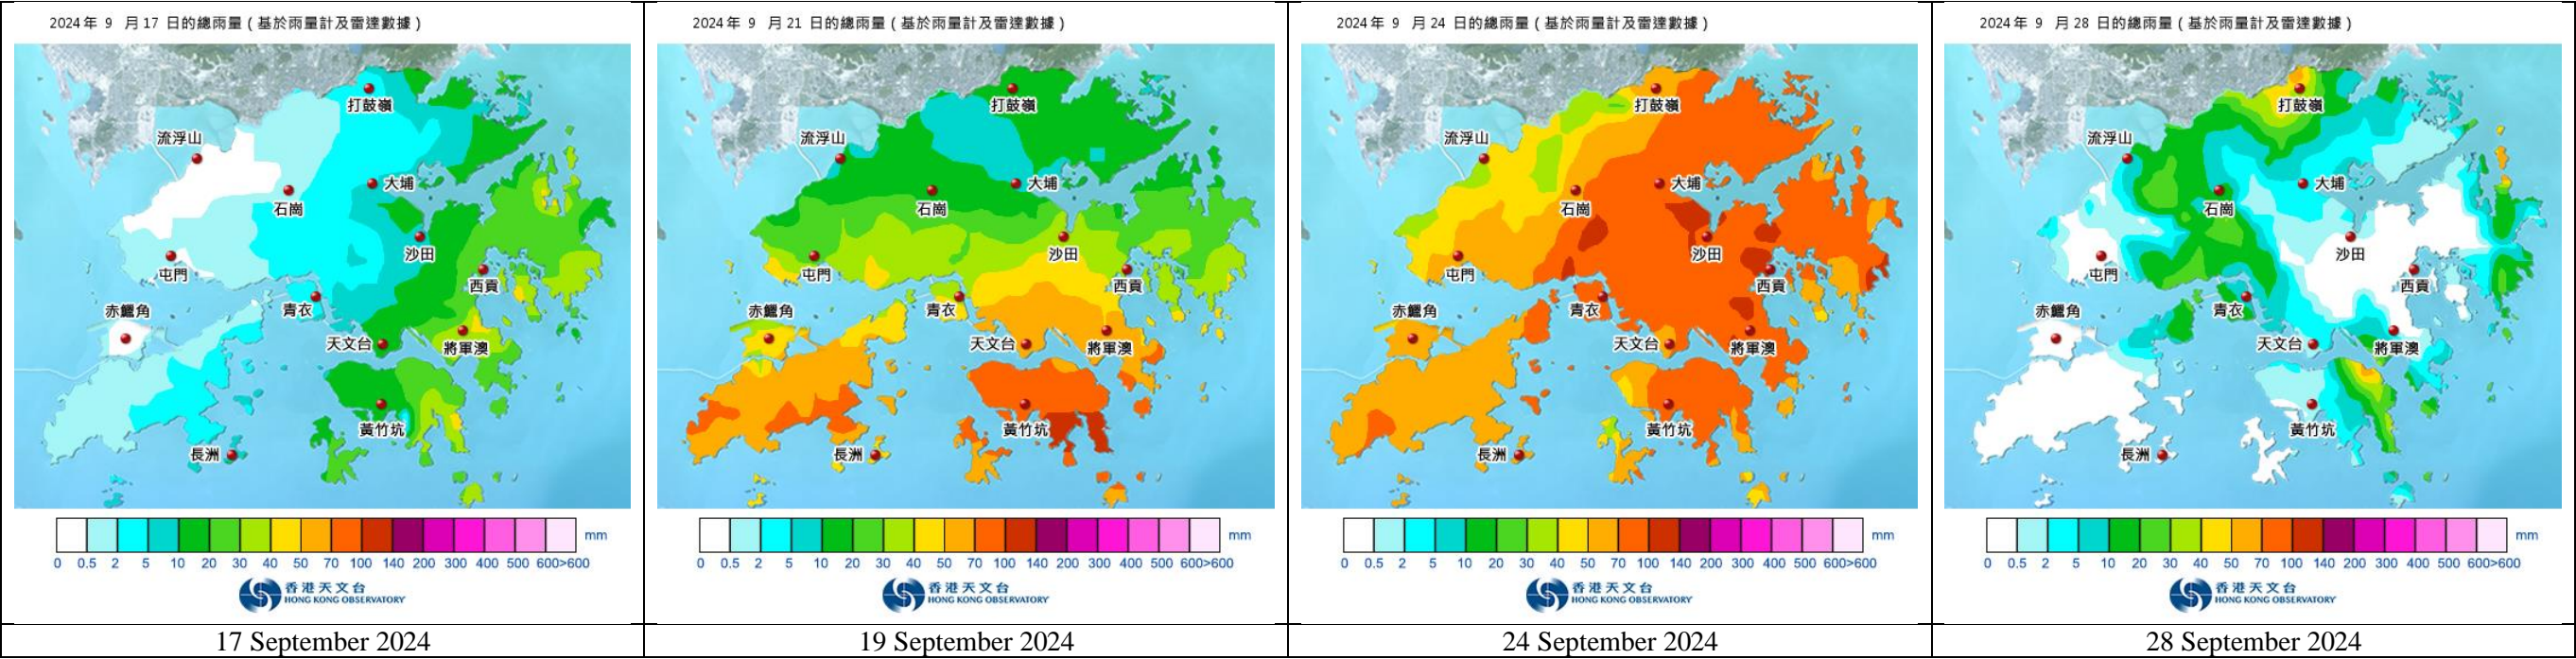 2024年 9 月 17 日的總雨量 ( 基於雨量計及雷達數據 )
打鼓嶺
流浮山
大埔
石崗
沙田
屯門
西貢
青衣
赤鱲角
天文台
將軍澳
黃竹坑
長洲
mm
0 0.5 2 5 10 20 30 40 50 70 100 140 200 300 400 500 600>600
香港天文台
HONG KONG OBSERVATORY
17 September 2024
2024年 9 月 21 日的總雨量 ( 基於雨量計及雷達數據 )
打鼓嶺
流浮山
大埔
石崗
沙田
屯門
西貢
青衣
赤鱲角
天文台
將軍澳
黃竹坑
長洲
mm
0 0.5 2 5 10 20 30 40 50 70 100 140 200 300 400 500 600>600
香港天文台
HONG KONG OBSERVATORY
19 September 2024
2024年 9 月 24 日的總雨量 ( 基於雨量計及雷達數據 )
打鼓嶺
流浮山
大埔
石崗
沙田
屯門
西貢
青衣
赤鱲角
天文台
將軍澳
黃竹坑
長洲
mm
0 0.5 2 5 10 20 30 40 50 70 100 140 200 300 400 500 600>600
香港天文台
HONG KONG OBSERVATORY
24 September 2024
2024年 9 月 28 日的總雨量 ( 基於雨量計及雷達數據 )
打鼓嶺
流浮山
大埔
石崗
沙田
屯門
西貢
青衣
赤鱲角
天文台
將軍澳
黃竹坑
長洲
mm
0 0.5 2 5 10 20 30 40 50 70 100 140 200 300 400 500 600>600
香港天文台
HONG KONG OBSERVATORY
28 September 2024